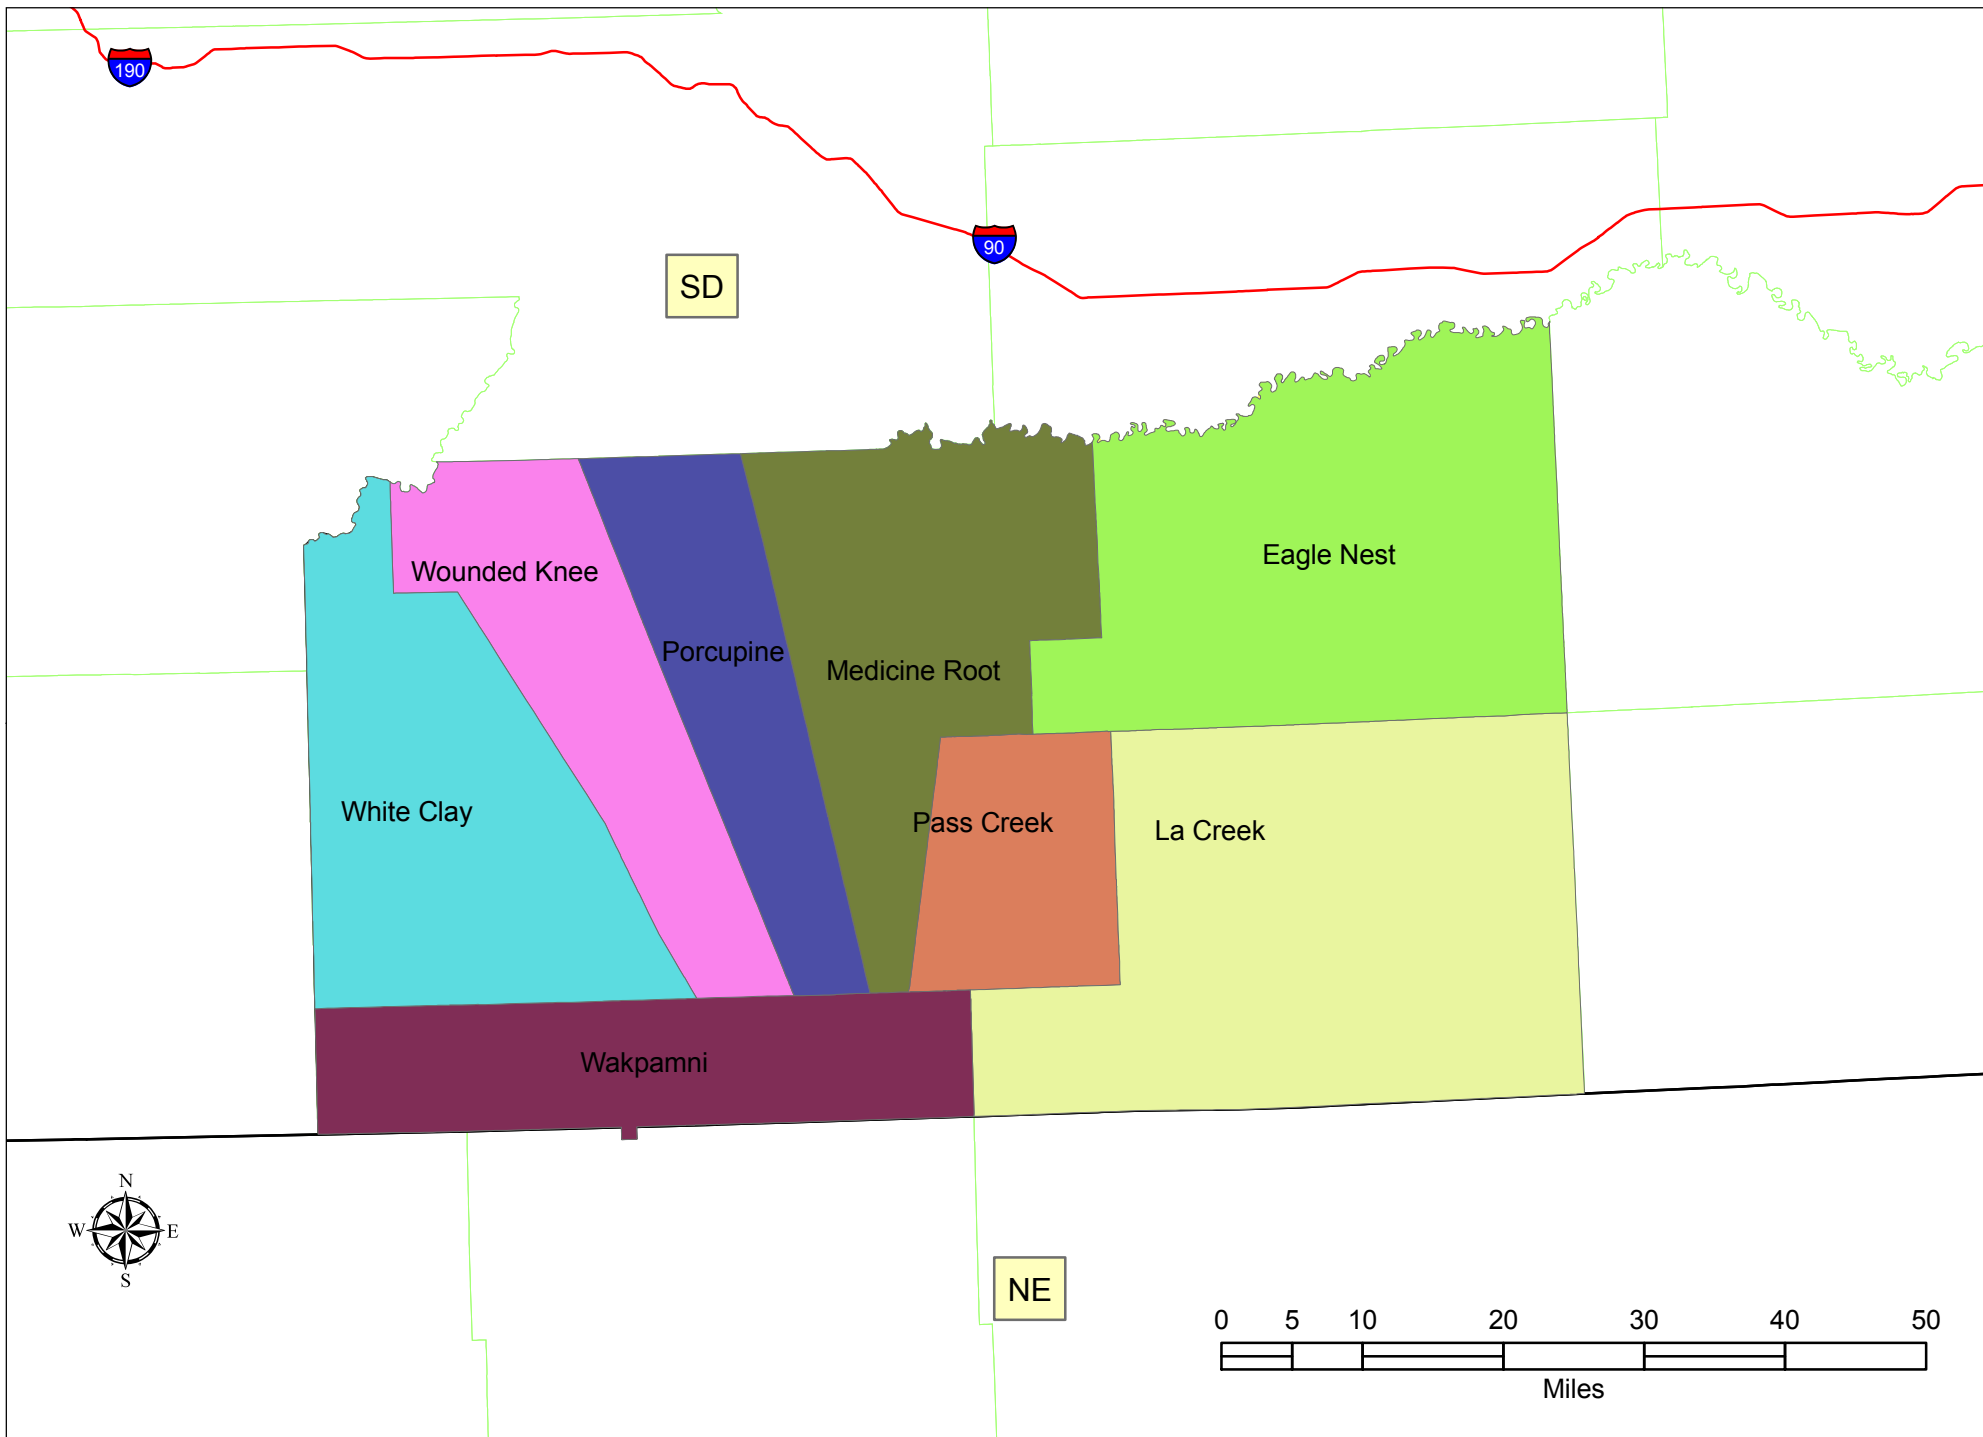 190
90
SD
Eagle Nest
Wounded Knee
Porcupine
Medicine Root
White Clay
Pass Creek
La Creek
Wakpamni
N
W E
S
NE
0 5 10 20 30 40 50
Miles